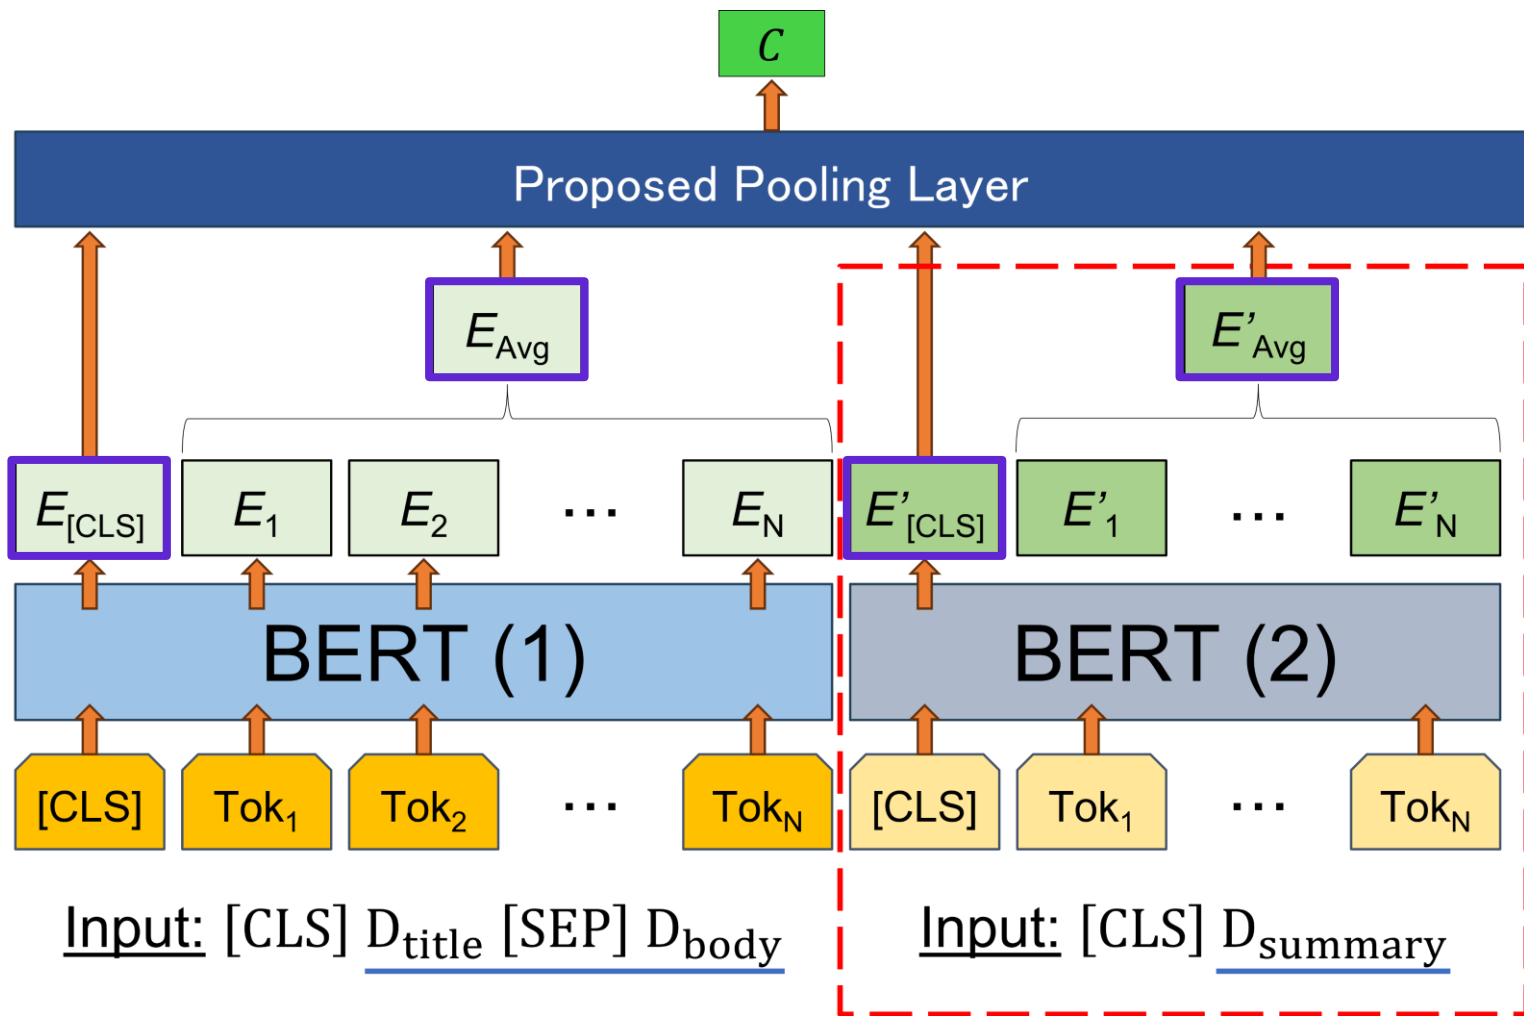 C
Proposed Pooling Layer
E_Avg E’_Avg
E_[CLS] E_1 E_2 ... E_N E’_[CLS] E’_1 ... E’_N
BERT (1) BERT (2)
[CLS] Tok_1 Tok_2 ... Tok_N [CLS] Tok_1 ... Tok_N
Input: [CLS] D_title [SEP] D_body Input: [CLS] D_summary